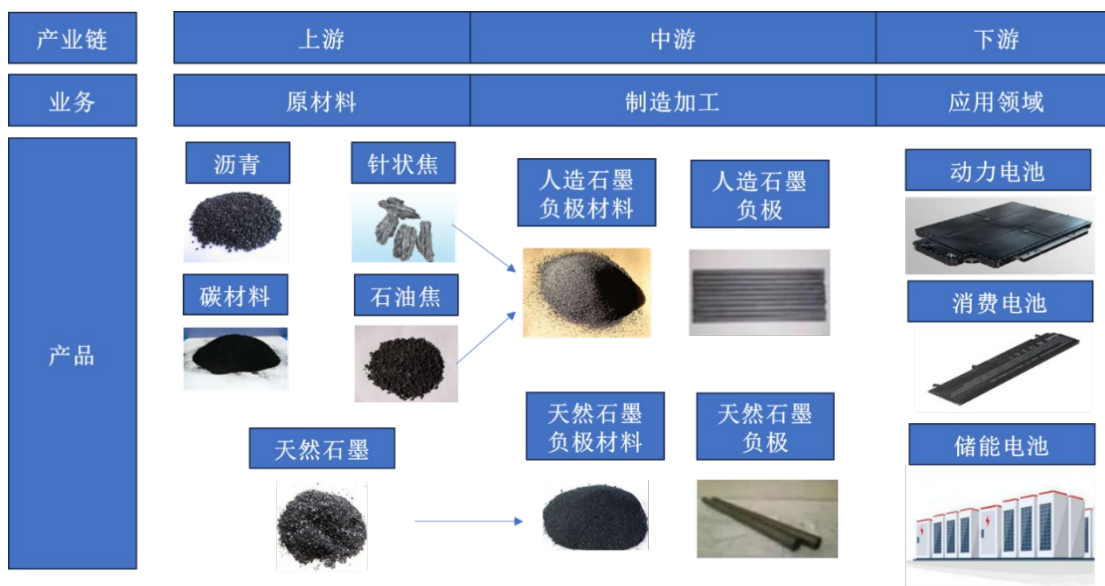 产业链
上游
中游
下游
业务
原材料
制造加工
应用领域
产品
沥青
针状焦
碳材料
石油焦
天然石墨
人造石墨
负极材料
人造石墨
负极
天然石墨
负极材料
天然石墨
负极
动力电池
消费电池
储能电池